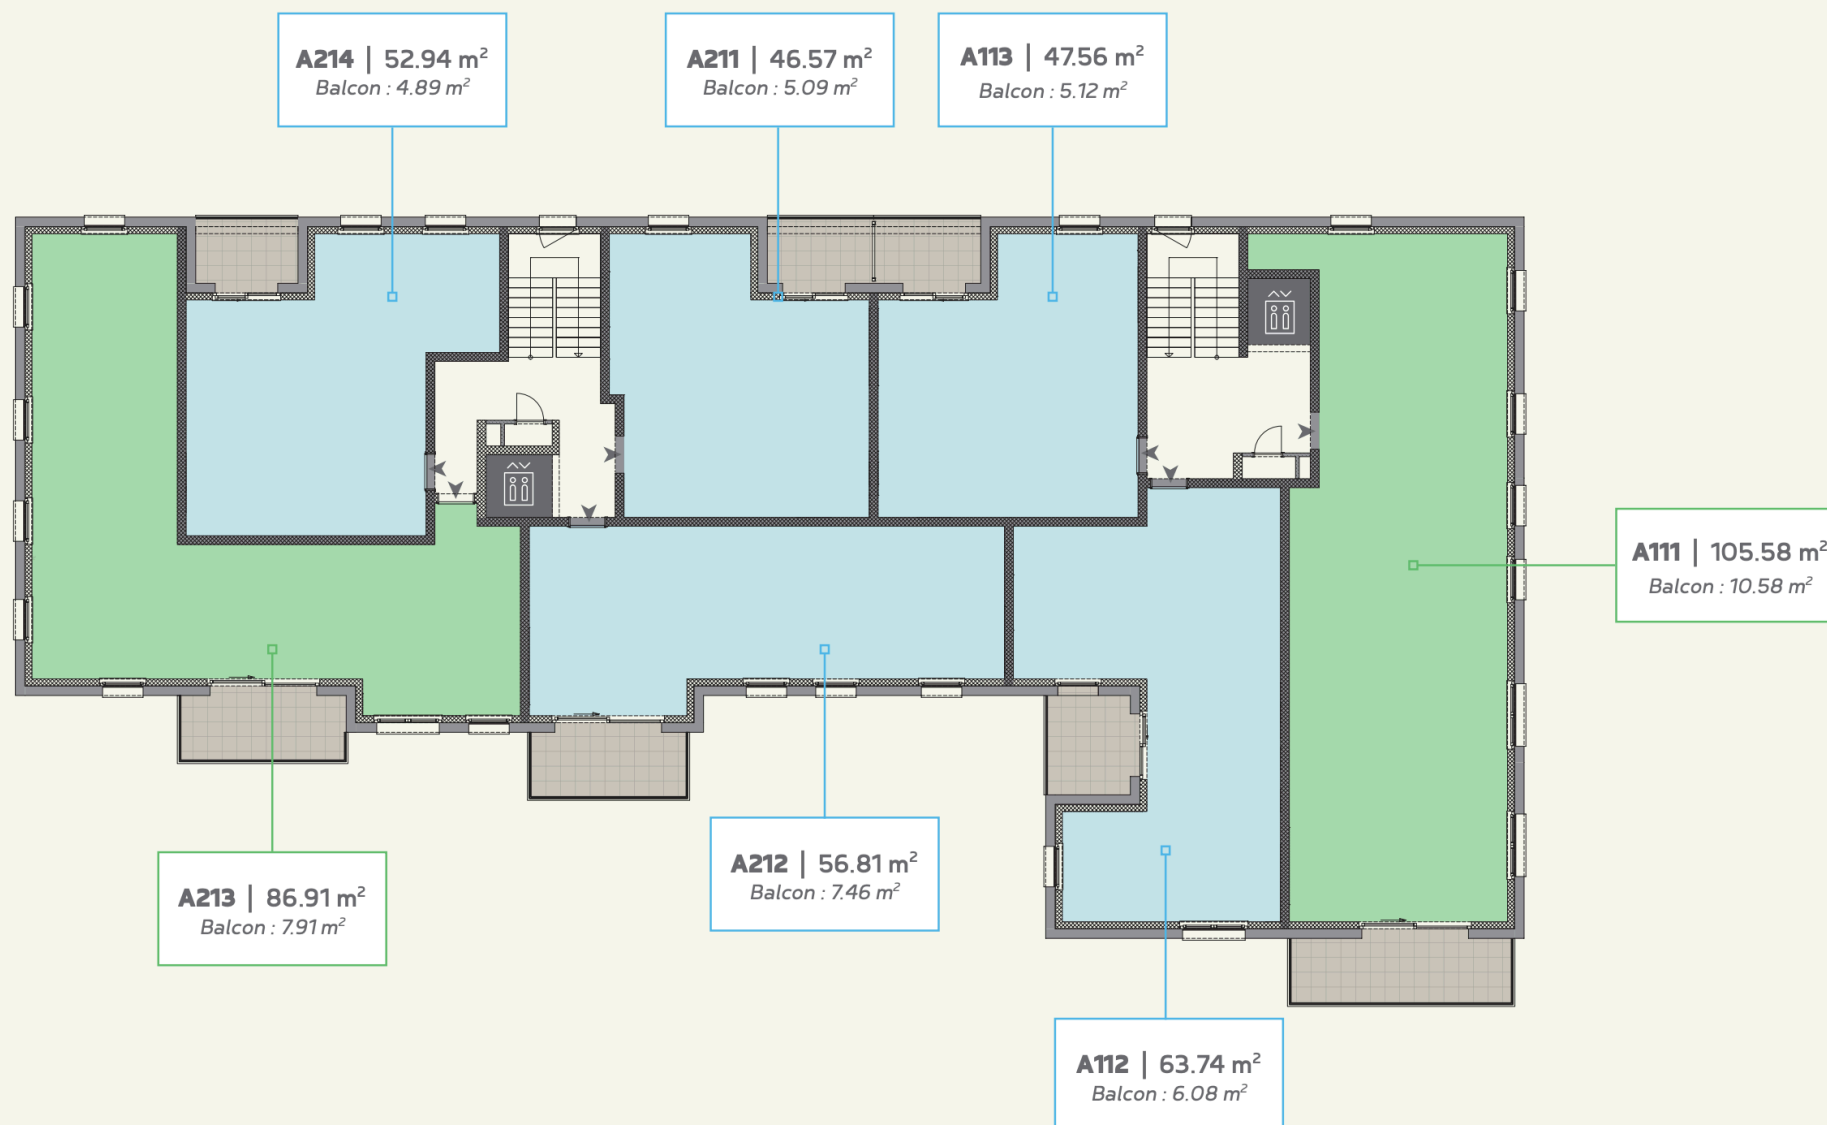 A214 | 52.94 m²
Balcon : 4.89 m²
A211 | 46.57 m²
Balcon : 5.09 m²
A113 | 47.56 m²
Balcon : 5.12 m²
A111 | 105.58 m²
Balcon : 10.58 m²
A213 | 86.91 m²
Balcon : 7.91 m²
A212 | 56.81 m²
Balcon : 7.46 m²
A112 | 63.74 m²
Balcon : 6.08 m²